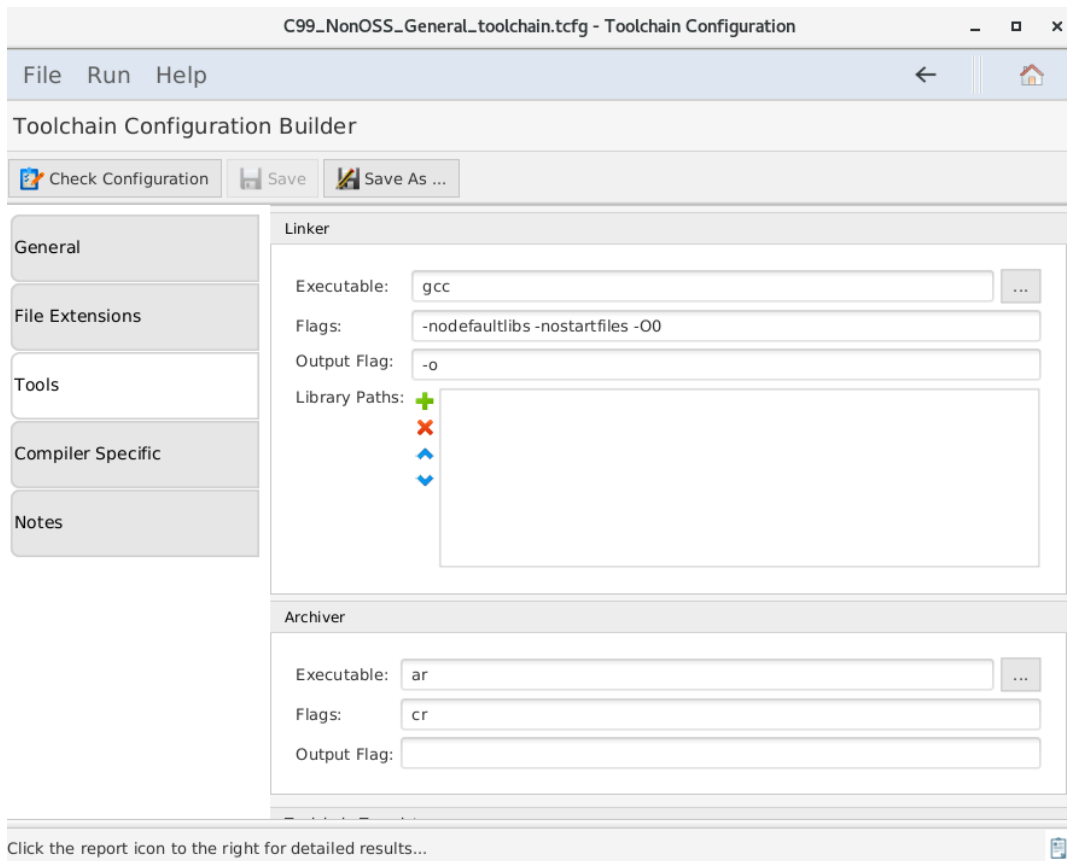 C99_NonOSS_General_toolchain.tcfg - Toolchain Configuration
File Run Help
Toolchain Configuration Builder
Check Configuration Save Save As ...
General
File Extensions
Tools
Compiler Specific
Notes
Linker
Executable: gcc ...
Flags: -nodefaultlibs -nostartfiles -O0
Output Flag: -o
Library Paths:
Archiver
Executable: ar ...
Flags: cr
Output Flag:
Click the report icon to the right for detailed results...